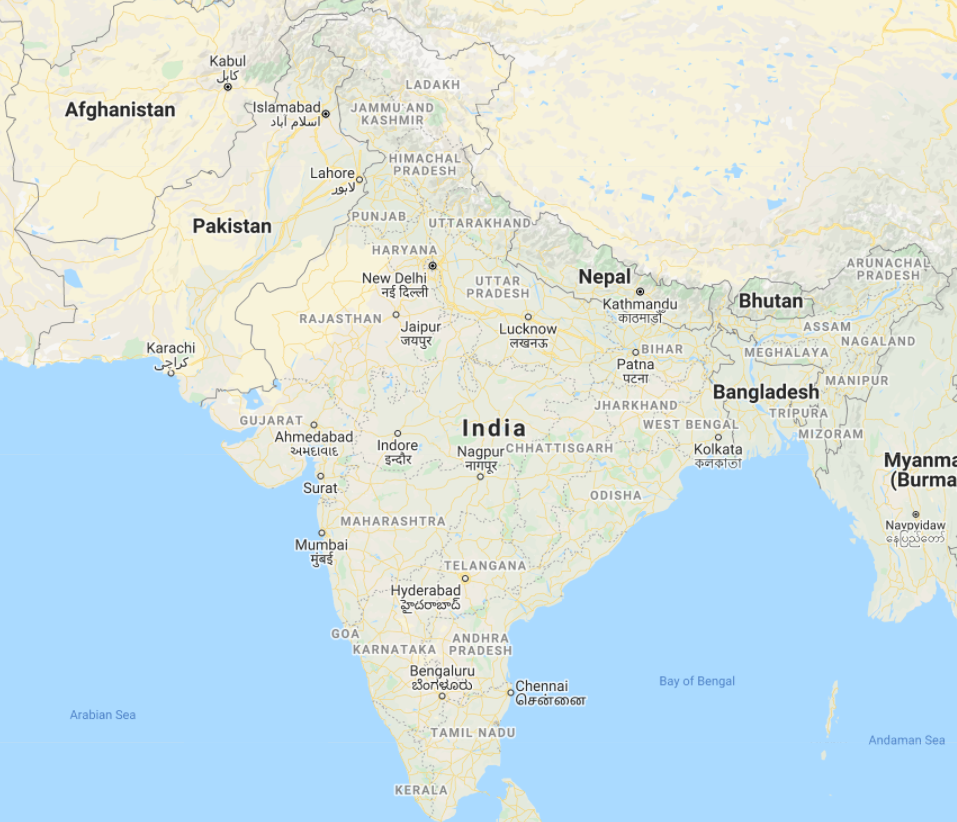 Kabul
کابل
Afghanistan
Islamabad
اسلام آباد
LADAKH
JAMMU AND
KASHMIR
HIMACHAL
PRADESH
Lahore
لاہور
PUNJAB
UTTARAKHAND
Pakistan
HARYANA
New Delhi
नई दिल्ली
UTTAR
PRADESH
Nepal
Kathmandu
काठमाडौँ
Bhutan
ARUNACHAL
PRADESH
RAJASTHAN
Jaipur
जयपुर
Lucknow
लखनऊ
ASSAM
NAGALAND
Karachi
کراچی
Patna
पटना
BIHAR
MEGHALAYA
MANIPUR
Bangladesh
JHARKHAND
TRIPURA
GUJARAT
Ahmedabad
અમદાવાદ
Indore
इन्दौर
India
WEST BENGAL
MIZORAM
Nagpur
नागपूर
CHHATTISGARH
Kolkata
কলকাতা
Myanma
(Burma
Surat
ODISHA
MAHARASHTRA
Naypyidaw
နေပြည်တော်
Mumbai
मुंबई
TELANGANA
Hyderabad
హైదరాబాద్
GOA
KARNATAKA
ANDHRA
PRADESH
Bengaluru
ಬೆಂಗಳೂರು
Chennai
சென்னை
Bay of Bengal
Arabian Sea
TAMIL NADU
Andaman Sea
KERALA